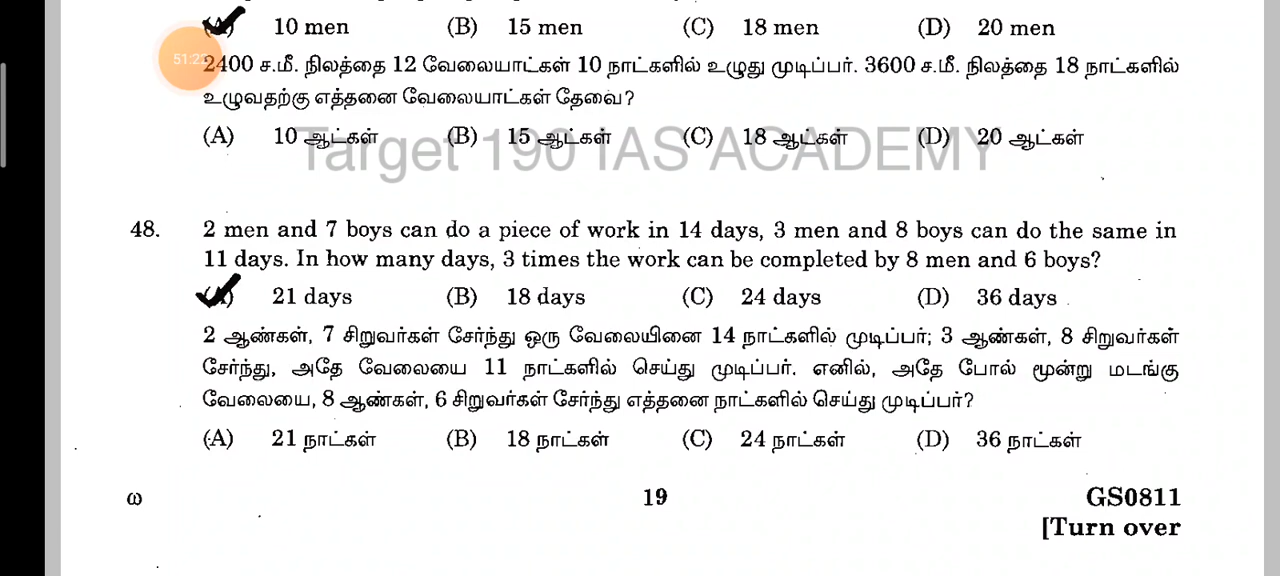 (A) 10 men (B) 15 men (C) 18 men (D) 20 men
51:22
2400 ச.மீ. நிலத்தை 12 வேலையாட்கள் 10 நாட்களில் உழுது முடிப்பர். 3600 ச.மீ. நிலத்தை 18 நாட்களில்
உழுவதற்கு எத்தனை வேலையாட்கள் தேவை?
(A) 10 ஆட்கள் (B) 15 ஆட்கள் (C) 18 ஆட்கள் (D) 20 ஆட்கள்
Target 190 IAS ACADEMY
48. 2 men and 7 boys can do a piece of work in 14 days, 3 men and 8 boys can do the same in
11 days. In how many days, 3 times the work can be completed by 8 men and 6 boys?
(A) 21 days (B) 18 days (C) 24 days (D) 36 days
2 ஆண்கள், 7 சிறுவர்கள் சேர்ந்து ஒரு வேலையினை 14 நாட்களில் முடிப்பர்; 3 ஆண்கள், 8 சிறுவர்கள்
சேர்ந்து, அதே வேலையை 11 நாட்களில் செய்து முடிப்பர். எனில், அதே போல் மூன்று மடங்கு
வேலையை, 8 ஆண்கள், 6 சிறுவர்கள் சேர்ந்து எத்தனை நாட்களில் செய்து முடிப்பர்?
(A) 21 நாட்கள் (B) 18 நாட்கள் (C) 24 நாட்கள் (D) 36 நாட்கள்
ω 19 GS0811
[Turn over